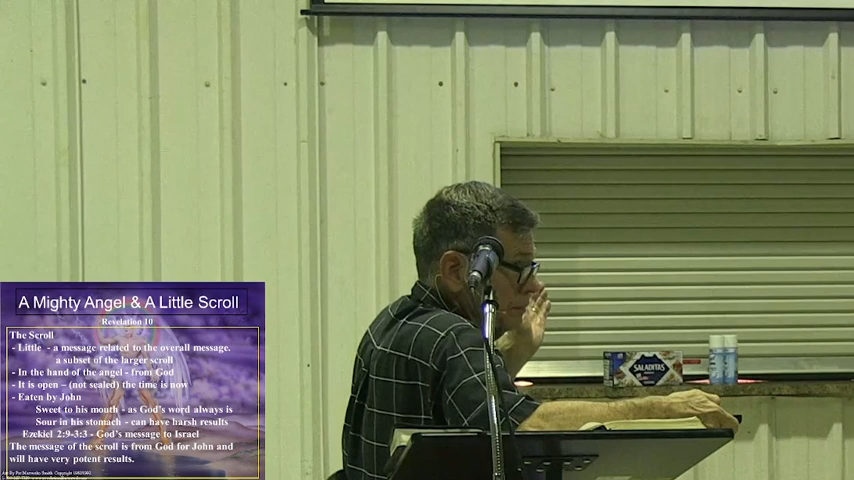 SALADITAS
A Mighty Angel & A Little Scroll
Revelation 10
The Scroll
- Little - a message related to the overall message.
a subset of the larger scroll
- In the hand of the angel - from God
- It is open – (not sealed) the time is now
- Eaten by John
Sweet to his mouth - as God's word always is
Sour in his stomach - can have harsh results
Ezekiel 2:9-3:3 - God's message to Israel
The message of the scroll is from God for John and
will have very potent results.